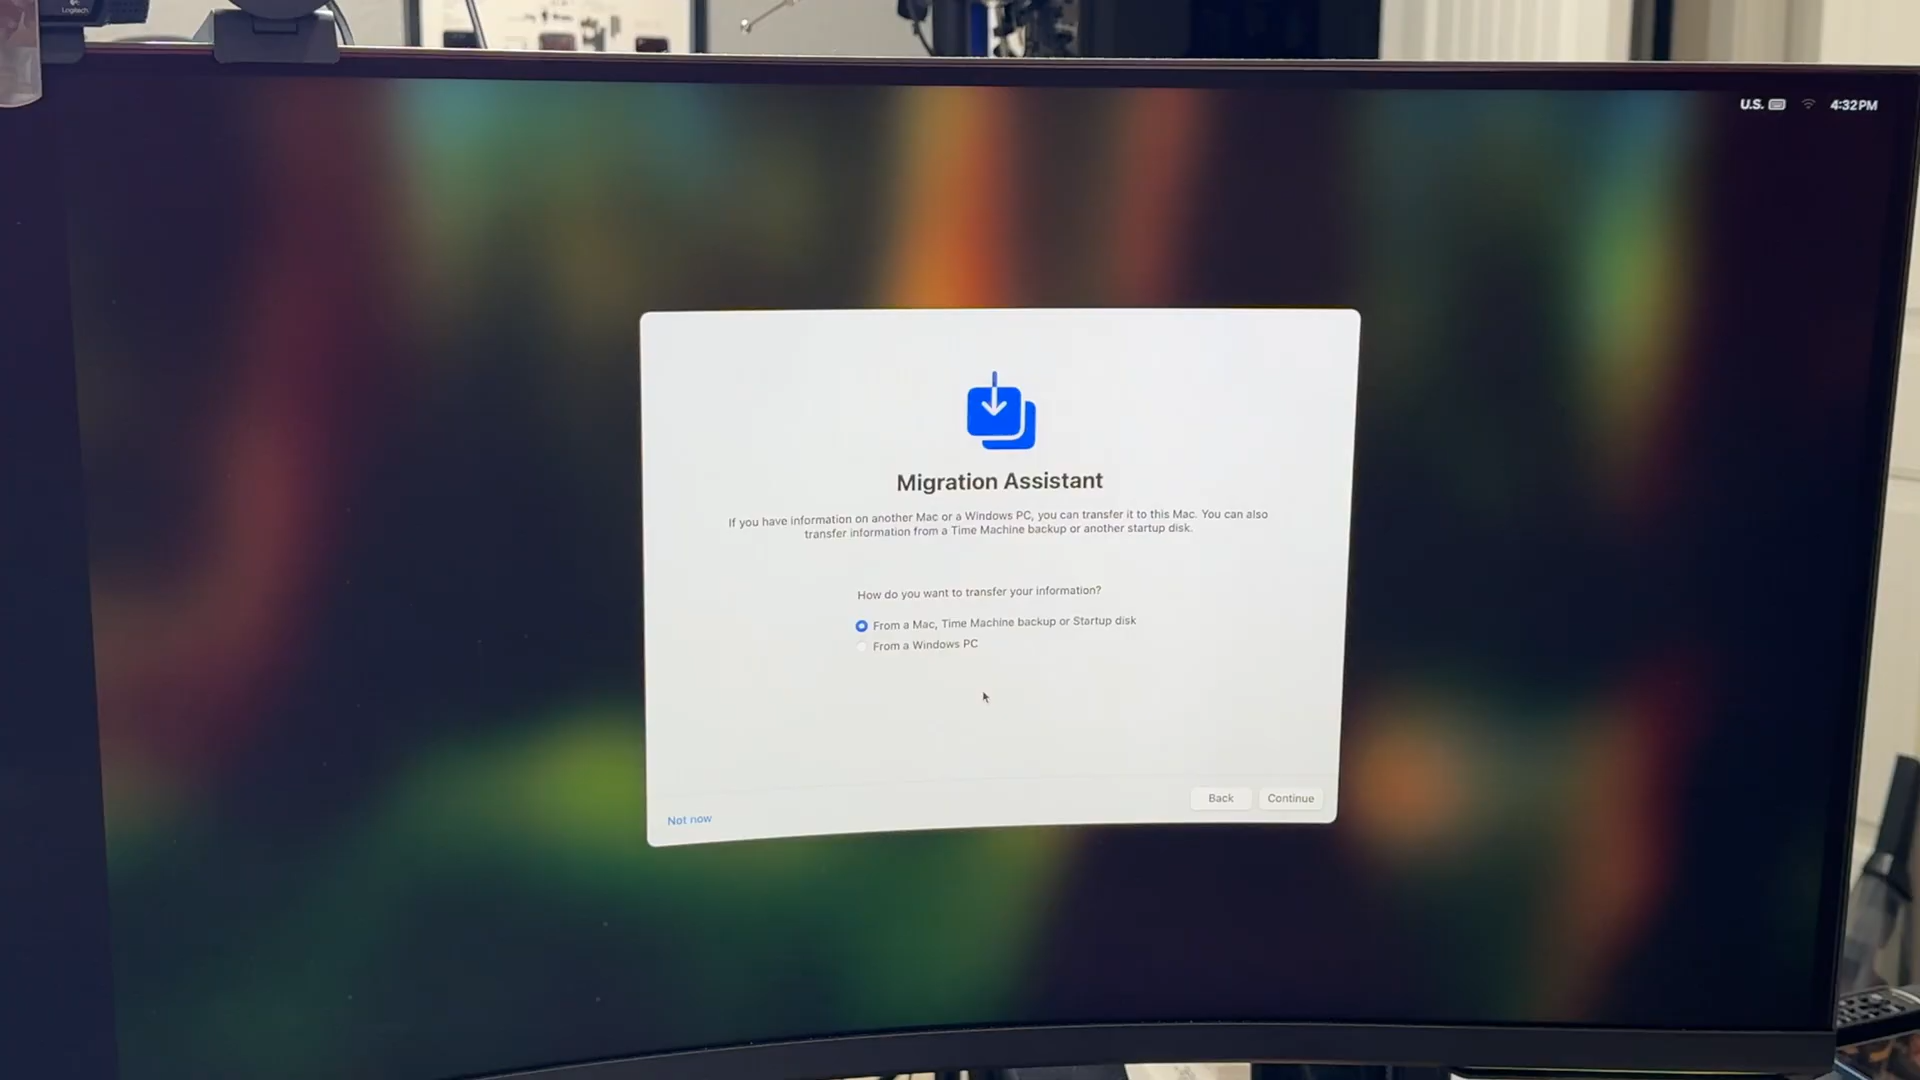 Logitech
U.S. 4:32PM
Migration Assistant
If you have information on another Mac or a Windows PC, you can transfer it to this Mac. You can also
transfer information from a Time Machine backup or another startup disk.
How do you want to transfer your information?
From a Mac, Time Machine backup or Startup disk
From a Windows PC
Not now
Back
Continue